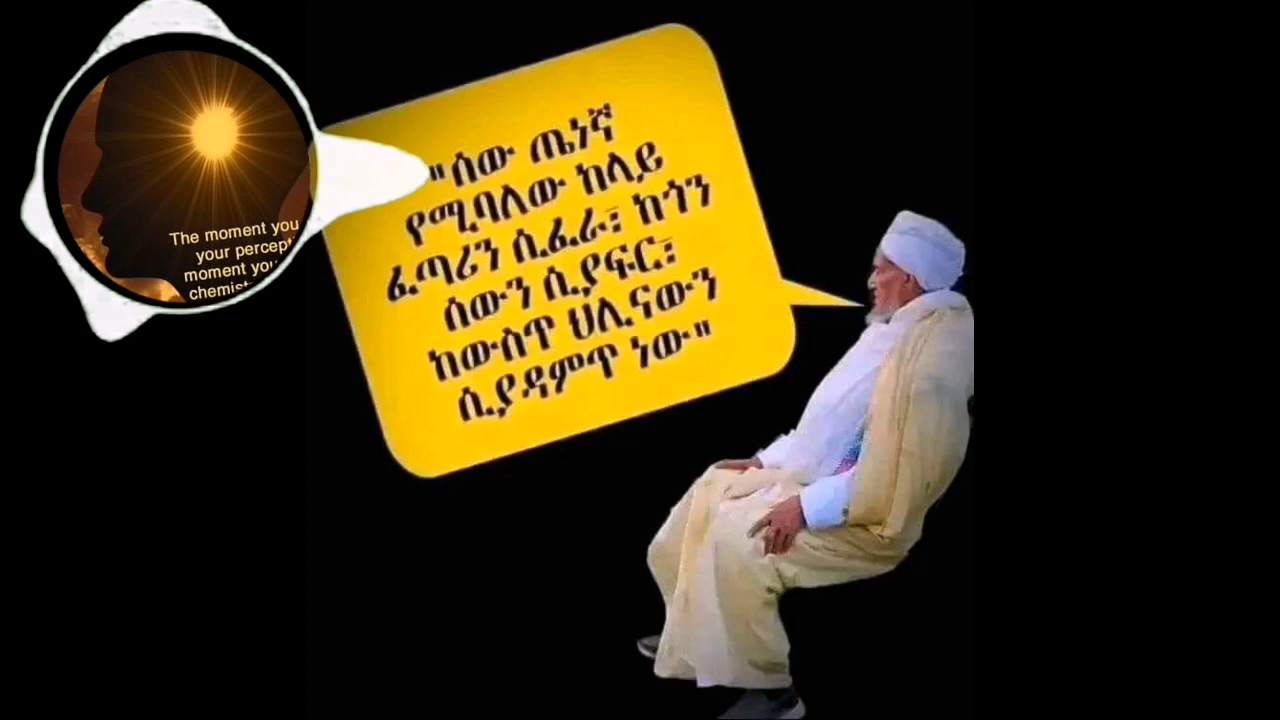 The moment you
your percept
moment you
chemist
"ሰው ጤነኛ
የሚባለው ከላይ
ፈጣሪን ሲፈራ፤ ከጎን
ሰውን ሲያፍር፤
ከውስጥ ህሊናውን
ሲያዳምጥ ነው"